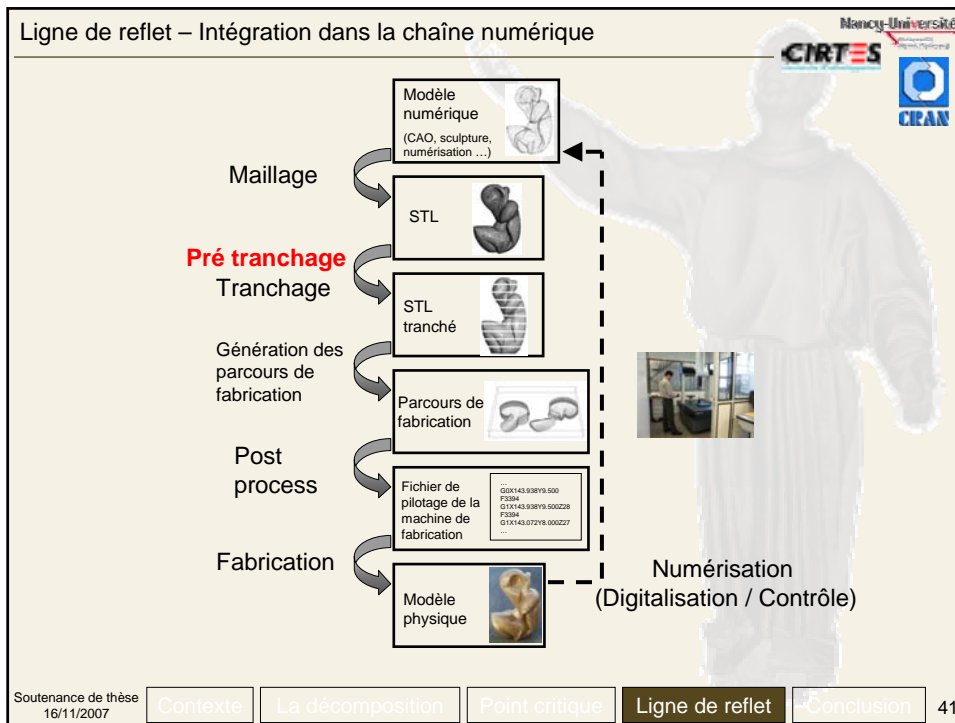 Ligne de reflet – Intégration dans la chaîne numérique
Nancy-Université
CIRTES
CRAN
Modèle
numérique
(CAO, sculpture,
numérisation ...)
Maillage
STL
Pré tranchage
Tranchage
STL
tranché
Génération des
parcours de
fabrication
Parcours de
fabrication
Post
process
Fichier de
pilotage de la
machine de
fabrication
...
G0X143.938Y9.500
F3394
G1X143.938Y9.500Z28
F3394
G1X143.072Y8.000Z27
...
Fabrication
Modèle
physique
Numérisation
(Digitalisation / Contrôle)
Soutenance de thèse
16/11/2007
Contexte
La décomposition
Point critique
Ligne de reflet
Conclusion
41